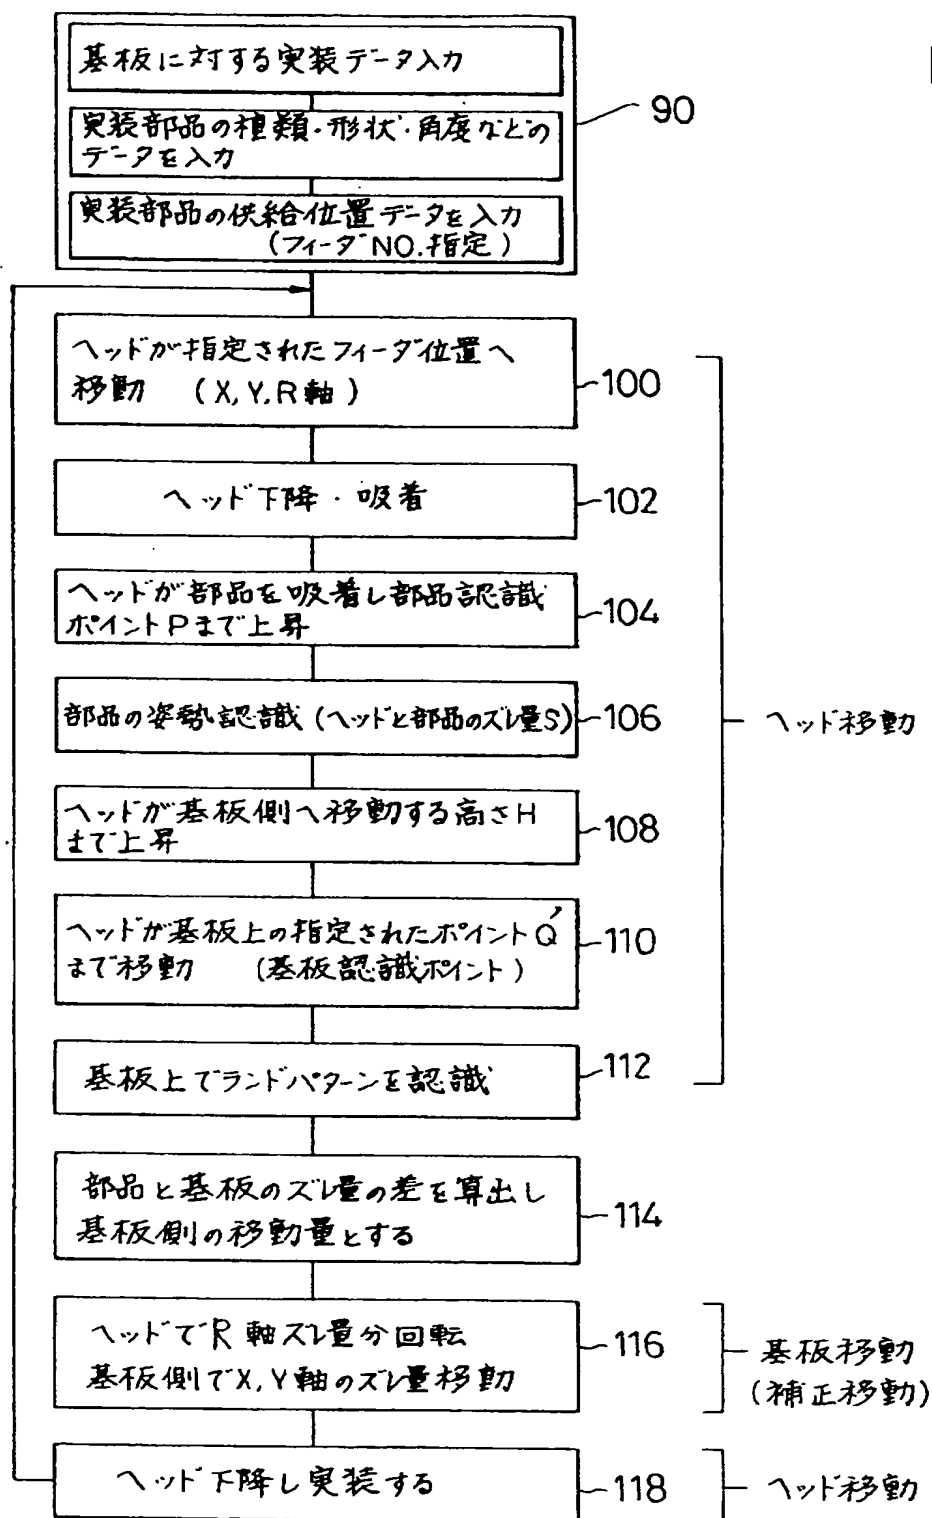 基板に対する実装データ入力
実装部品の種類・形状・角度などの
データを入力
実装部品の供給位置データを入力
(フィーダNO.指定)
90
ヘッドが指定されたフィーダ位置へ
移動 (X,Y,R軸)
100
ヘッド下降・吸着
102
ヘッドが部品を吸着し部品認識
ポイントPまで上昇
104
部品の姿勢認識(ヘッドと部品のズレ量S)
106
ヘッドが基板側へ移動する高さH
まで上昇
108
ヘッドが基板上の指定されたポイントQ'
まで移動 (基板認識ポイント)
110
基板上でランドパターンを認識
112
ヘッド移動
部品と基板のズレ量の差を算出し
基板側の移動量とする
114
ヘッドでR軸ズレ量分回転
基板側でX,Y軸のズレ量移動
116
基板移動
(補正移動)
ヘッド下降し実装する
118
ヘッド移動